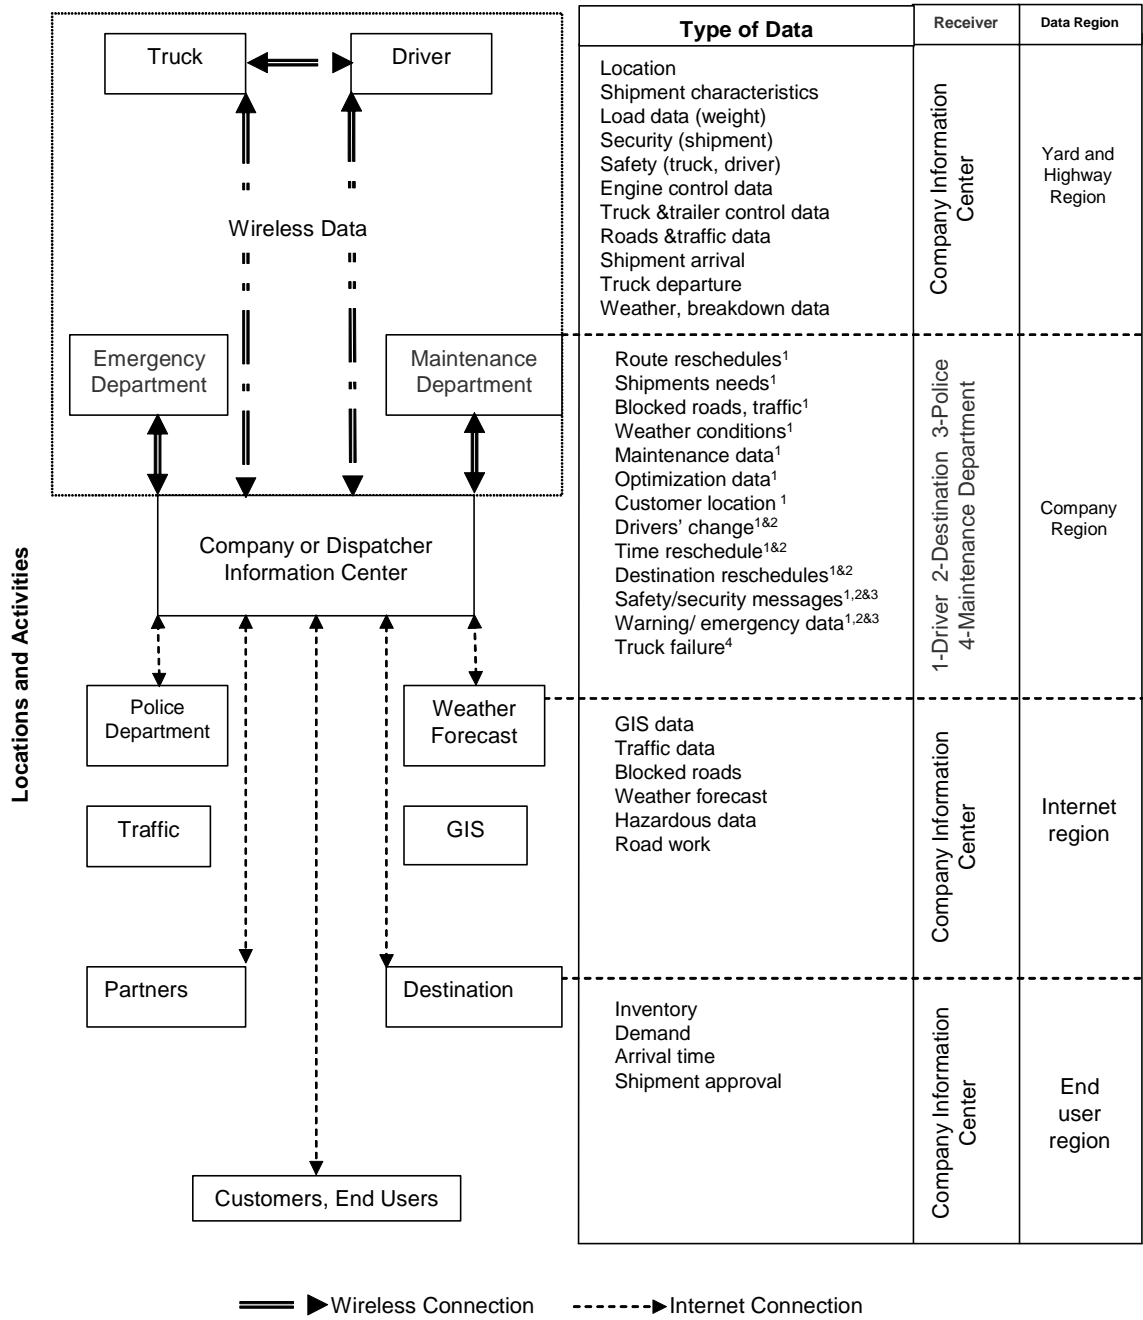 Type of Data
Receiver
Data Region
Truck
Driver
Wireless Data
Emergency
Department
Maintenance
Department
Company or Dispatcher
Information Center
Locations and Activities
Police
Department
Weather
Forecast
Traffic
GIS
Partners
Destination
Customers, End Users
Location
Shipment characteristics
Load data (weight)
Security (shipment)
Safety (truck, driver)
Engine control data
Truck &trailer control data
Roads &traffic data
Shipment arrival
Truck departure
Weather, breakdown data
Company Information
Center
Yard and
Highway
Region
Route reschedules¹
Shipments needs¹
Blocked roads, traffic¹
Weather conditions¹
Maintenance data¹
Optimization data¹
Customer location ¹
Drivers’ change¹&²
Time reschedule¹&²
Destination reschedules¹&²
Safety/security messages¹,²&³
Warning/ emergency data¹,²&³
Truck failure⁴
1-Driver 2-Destination 3-Police
4-Maintenance Department
Company
Region
GIS data
Traffic data
Blocked roads
Weather forecast
Hazardous data
Road work
Company Information
Center
Internet
region
Inventory
Demand
Arrival time
Shipment approval
Company Information
Center
End
user
region
Wireless Connection
Internet Connection